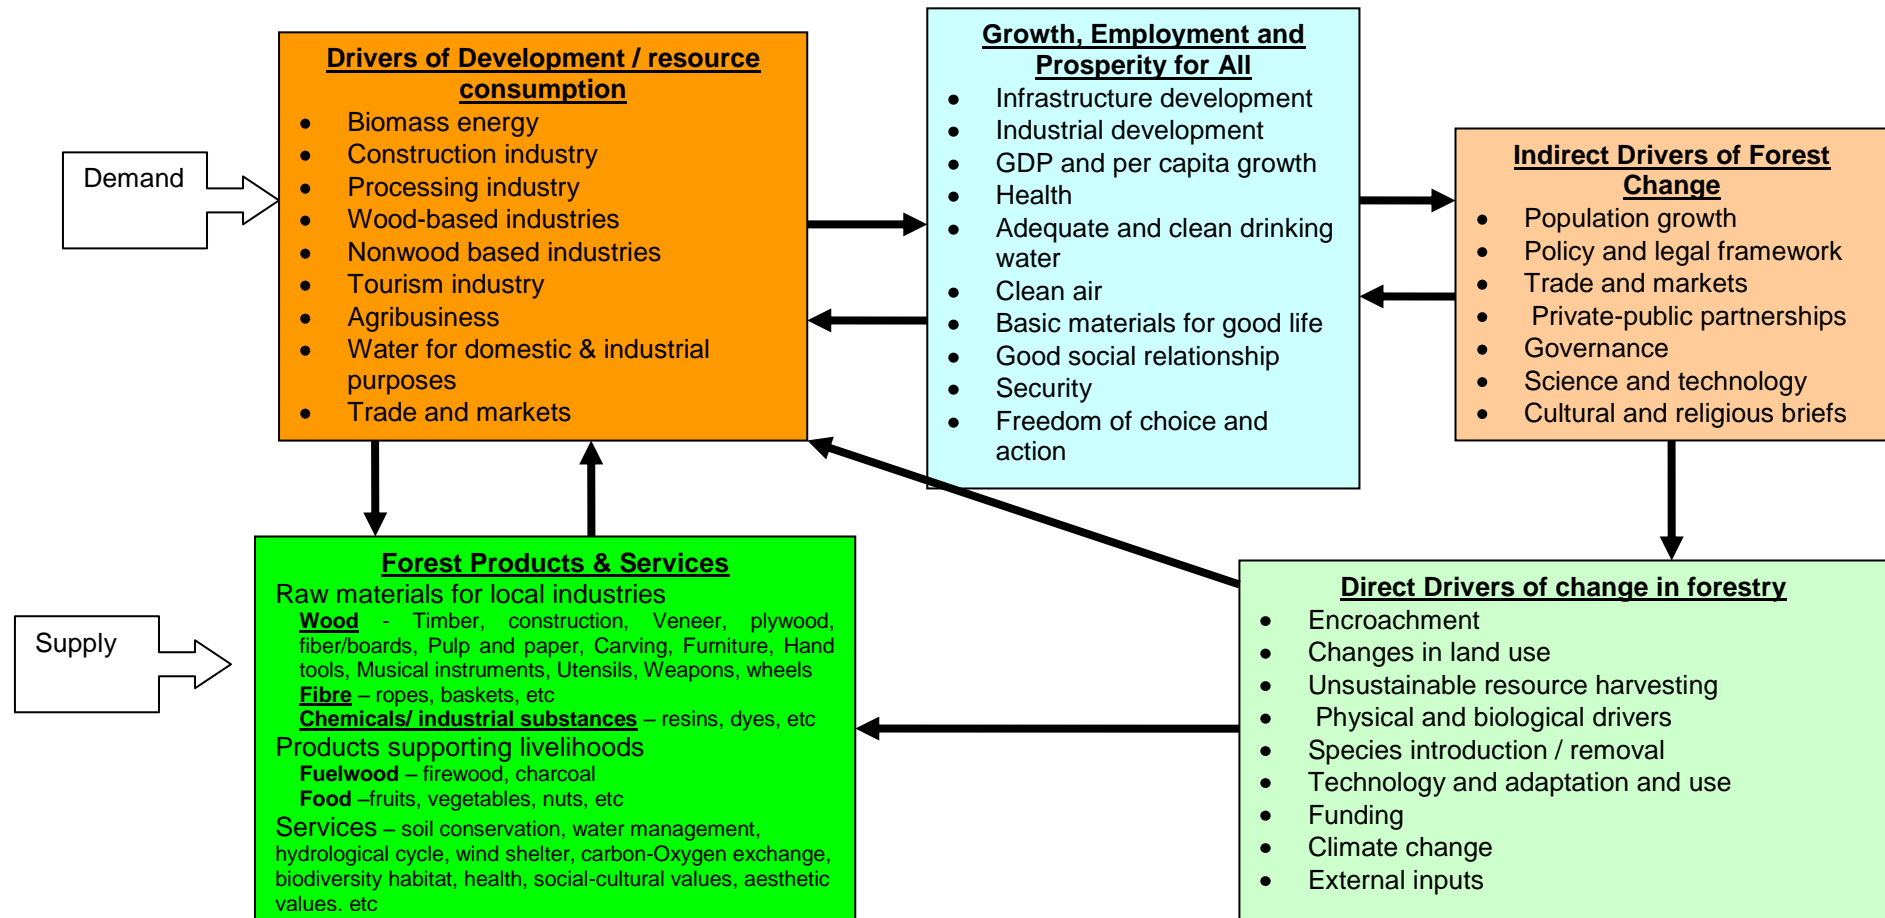 Demand
Drivers of Development / resource
consumption
• Biomass energy
• Construction industry
• Processing industry
• Wood-based industries
• Nonwood based industries
• Tourism industry
• Agribusiness
• Water for domestic & industrial
purposes
• Trade and markets
Growth, Employment and
Prosperity for All
• Infrastructure development
• Industrial development
• GDP and per capita growth
• Health
• Adequate and clean drinking
water
• Clean air
• Basic materials for good life
• Good social relationship
• Security
• Freedom of choice and
action
Indirect Drivers of Forest
Change
• Population growth
• Policy and legal framework
• Trade and markets
• Private-public partnerships
• Governance
• Science and technology
• Cultural and religious briefs
Supply
Forest Products & Services
Raw materials for local industries
Wood - Timber, construction, Veneer, plywood,
fiber/boards, Pulp and paper, Carving, Furniture, Hand
tools, Musical instruments, Utensils, Weapons, wheels
Fibre – ropes, baskets, etc
Chemicals/ industrial substances – resins, dyes, etc
Products supporting livelihoods
Fuelwood – firewood, charcoal
Food –fruits, vegetables, nuts, etc
Services – soil conservation, water management,
hydrological cycle, wind shelter, carbon-Oxygen exchange,
biodiversity habitat, health, social-cultural values, aesthetic
values. etc
Direct Drivers of change in forestry
• Encroachment
• Changes in land use
• Unsustainable resource harvesting
• Physical and biological drivers
• Species introduction / removal
• Technology and adaptation and use
• Funding
• Climate change
• External inputs